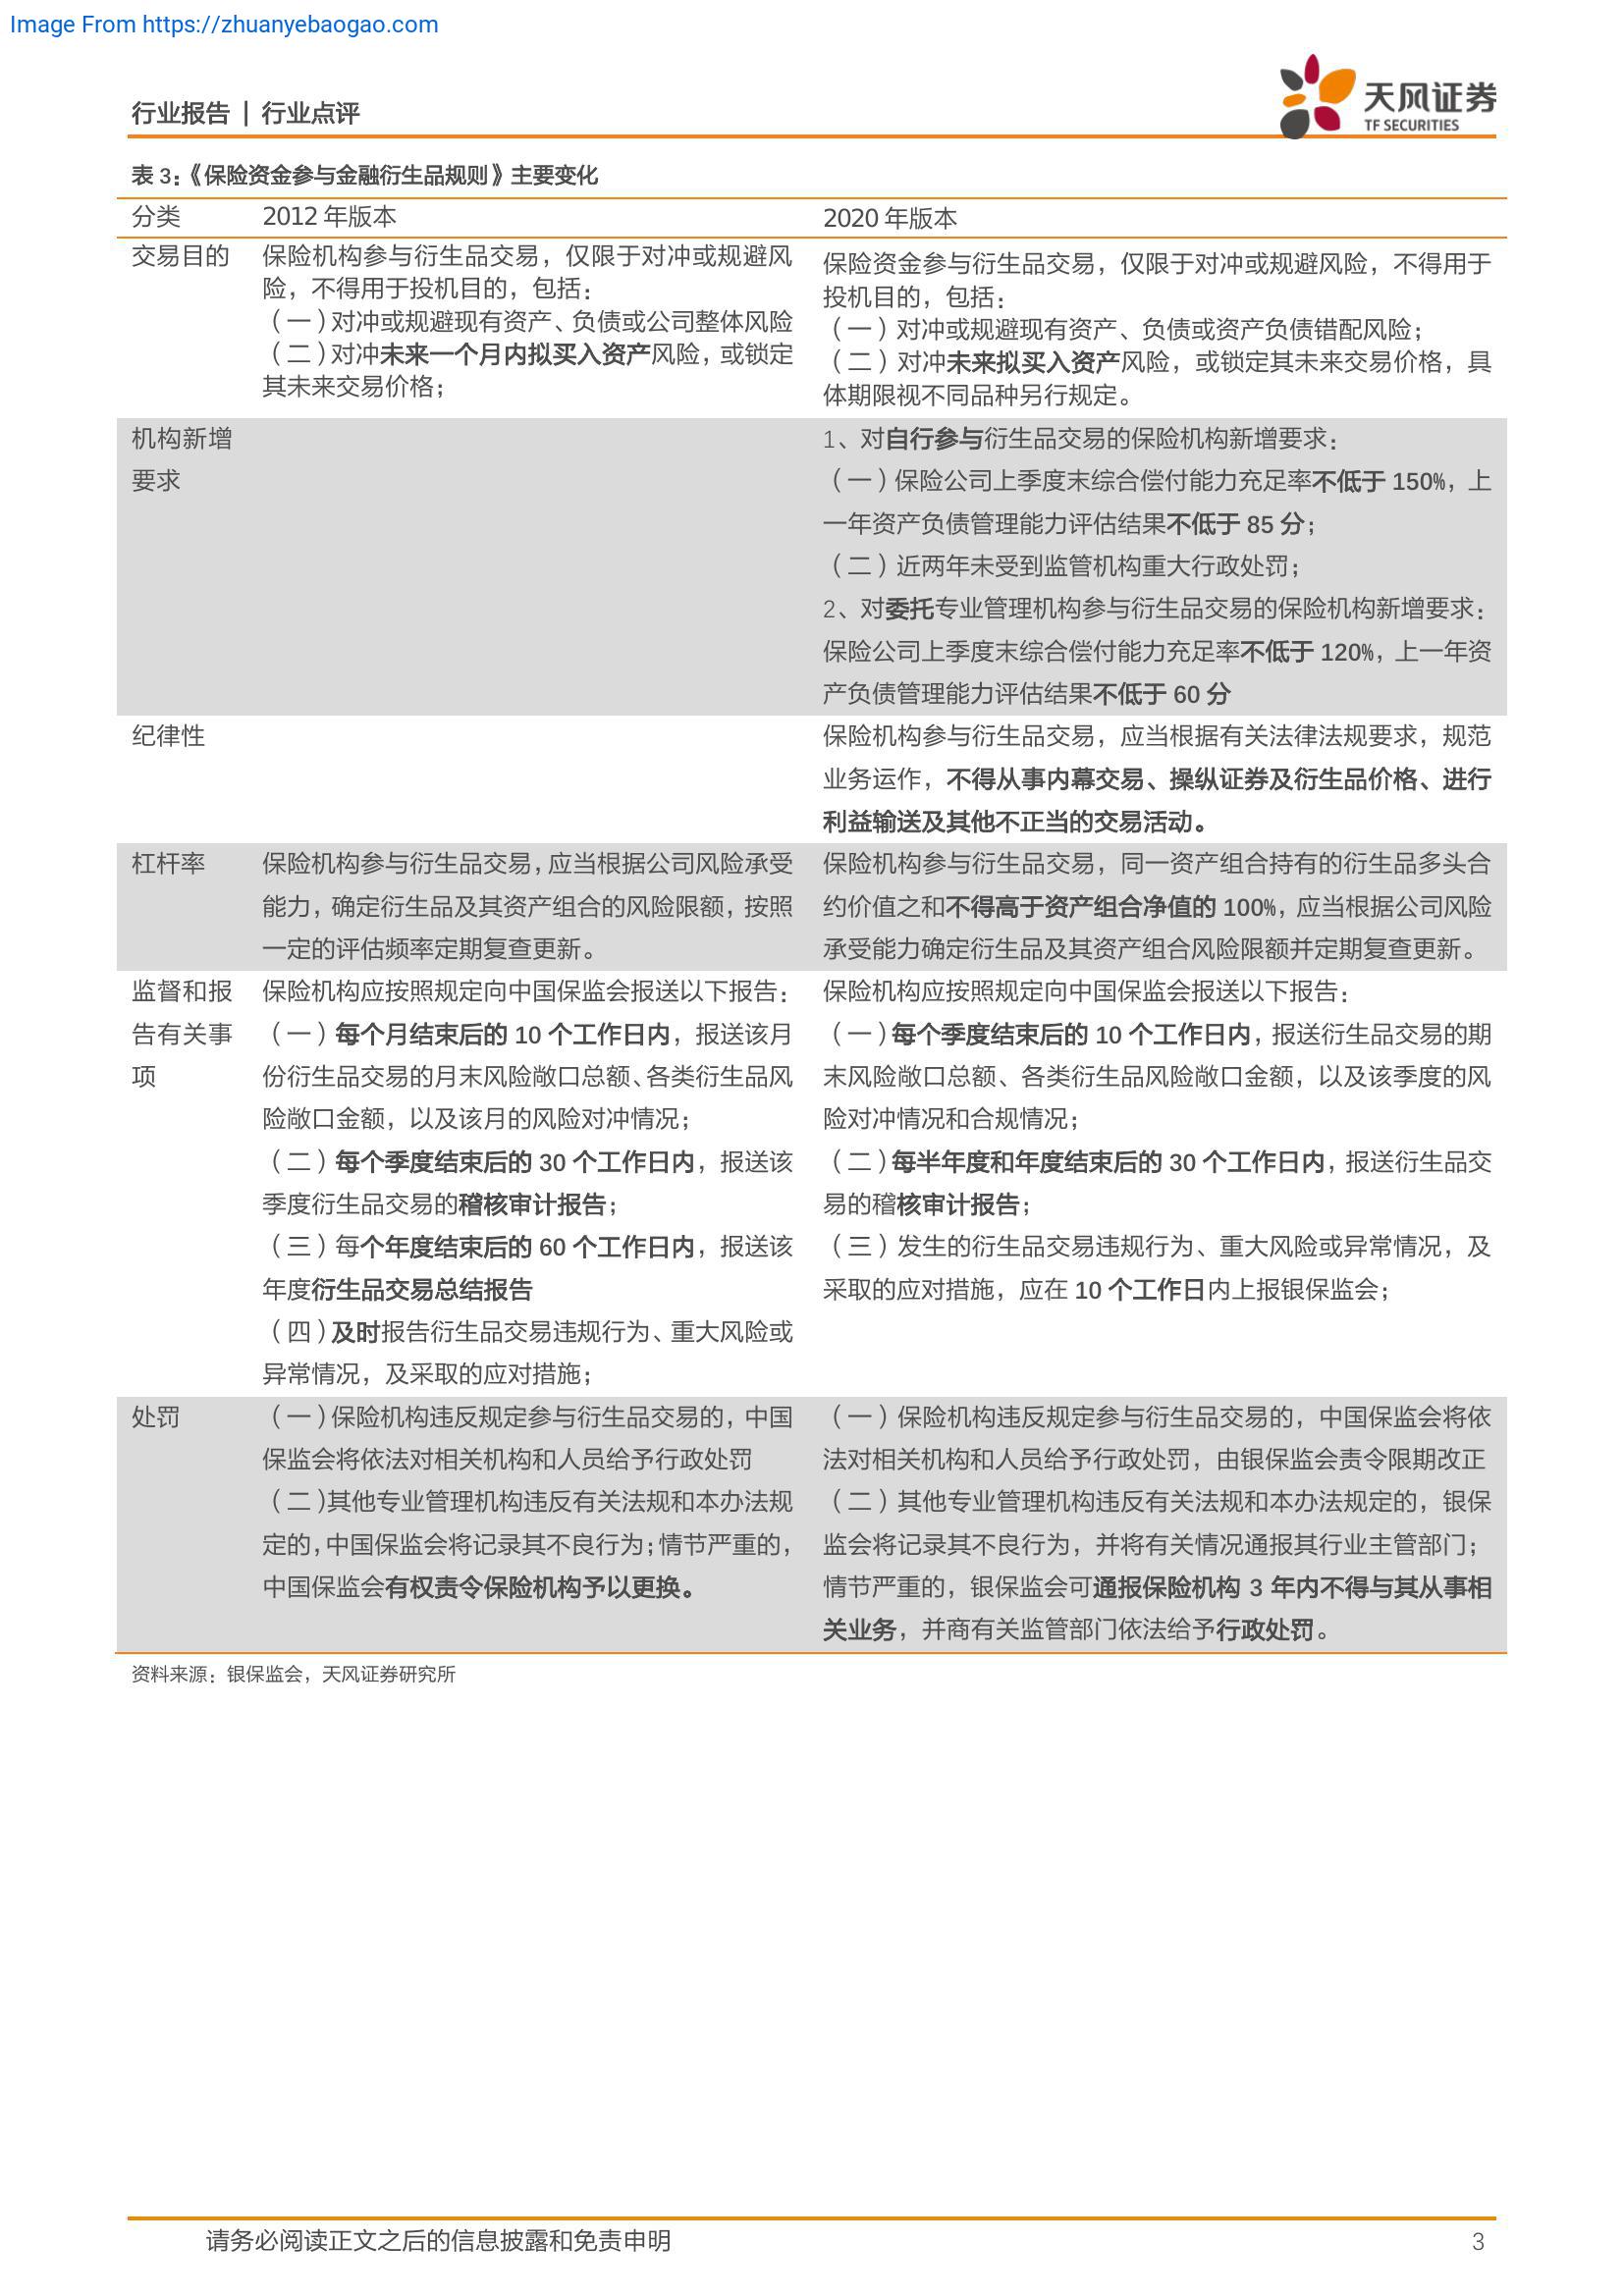 Image From https://zhuanyebaogao.com
行业报告 | 行业点评
天风证券
TF SECURITIES
表 3：《保险资金参与金融衍生品规则》主要变化
分类 2012 年版本 2020 年版本
交易目的
保险机构参与衍生品交易，仅限于对冲或规避风
险，不得用于投机目的，包括：
（一）对冲或规避现有资产、负债或公司整体风险
（二）对冲未来一个月内拟买入资产风险，或锁定
其未来交易价格；
保险资金参与衍生品交易，仅限于对冲或规避风险，不得用于
投机目的，包括：
（一）对冲或规避现有资产、负债或资产负债错配风险；
（二）对冲未来拟买入资产风险，或锁定其未来交易价格，具
体期限视不同品种另行规定。
机构新增
要求
1、对自行参与衍生品交易的保险机构新增要求：
（一）保险公司上季度末综合偿付能力充足率不低于 150%，上
一年资产负债管理能力评估结果不低于 85 分；
（二）近两年未受到监管机构重大行政处罚；
2、对委托专业管理机构参与衍生品交易的保险机构新增要求：
保险公司上季度末综合偿付能力充足率不低于 120%，上一年资
产负债管理能力评估结果不低于 60 分
纪律性
保险机构参与衍生品交易，应当根据有关法律法规要求，规范
业务运作，不得从事内幕交易、操纵证券及衍生品价格、进行
利益输送及其他不正当的交易活动。
杠杆率
保险机构参与衍生品交易，应当根据公司风险承受
能力，确定衍生品及其资产组合的风险限额，按照
一定的评估频率定期复查更新。
保险机构参与衍生品交易，同一资产组合持有的衍生品多头合
约价值之和不得高于资产组合净值的 100%，应当根据公司风险
承受能力确定衍生品及其资产组合风险限额并定期复查更新。
监督和报
告有关事
项
保险机构应按照规定向中国保监会报送以下报告：
（一）每个月结束后的 10 个工作日内，报送该月
份衍生品交易的月末风险敞口总额、各类衍生品风
险敞口金额，以及该月的风险对冲情况；
（二）每个季度结束后的 30 个工作日内，报送该
季度衍生品交易的稽核审计报告；
（三）每个年度结束后的 60 个工作日内，报送该
年度衍生品交易总结报告
（四）及时报告衍生品交易违规行为、重大风险或
异常情况，及采取的应对措施；
保险机构应按照规定向中国保监会报送以下报告：
（一）每个季度结束后的 10 个工作日内，报送衍生品交易的期
末风险敞口总额、各类衍生品风险敞口金额，以及该季度的风
险对冲情况和合规情况；
（二）每半年度和年度结束后的 30 个工作日内，报送衍生品交
易的稽核审计报告；
（三）发生的衍生品交易违规行为、重大风险或异常情况，及
采取的应对措施，应在 10 个工作日内上报银保监会；
处罚
（一）保险机构违反规定参与衍生品交易的，中国
保监会将依法对相关机构和人员给予行政处罚
（二）其他专业管理机构违反有关法规和本办法规
定的，中国保监会将记录其不良行为；情节严重的，
中国保监会有权责令保险机构予以更换。
（一）保险机构违反规定参与衍生品交易的，中国保监会将依
法对相关机构和人员给予行政处罚，由银保监会责令限期改正
（二）其他专业管理机构违反有关法规和本办法规定的，银保
监会将记录其不良行为，并将有关情况通报其行业主管部门；
情节严重的，银保监会可通报保险机构 3 年内不得与其从事相
关业务，并商有关监管部门依法给予行政处罚。
资料来源：银保监会，天风证券研究所
请务必阅读正文之后的信息披露和免责申明 3